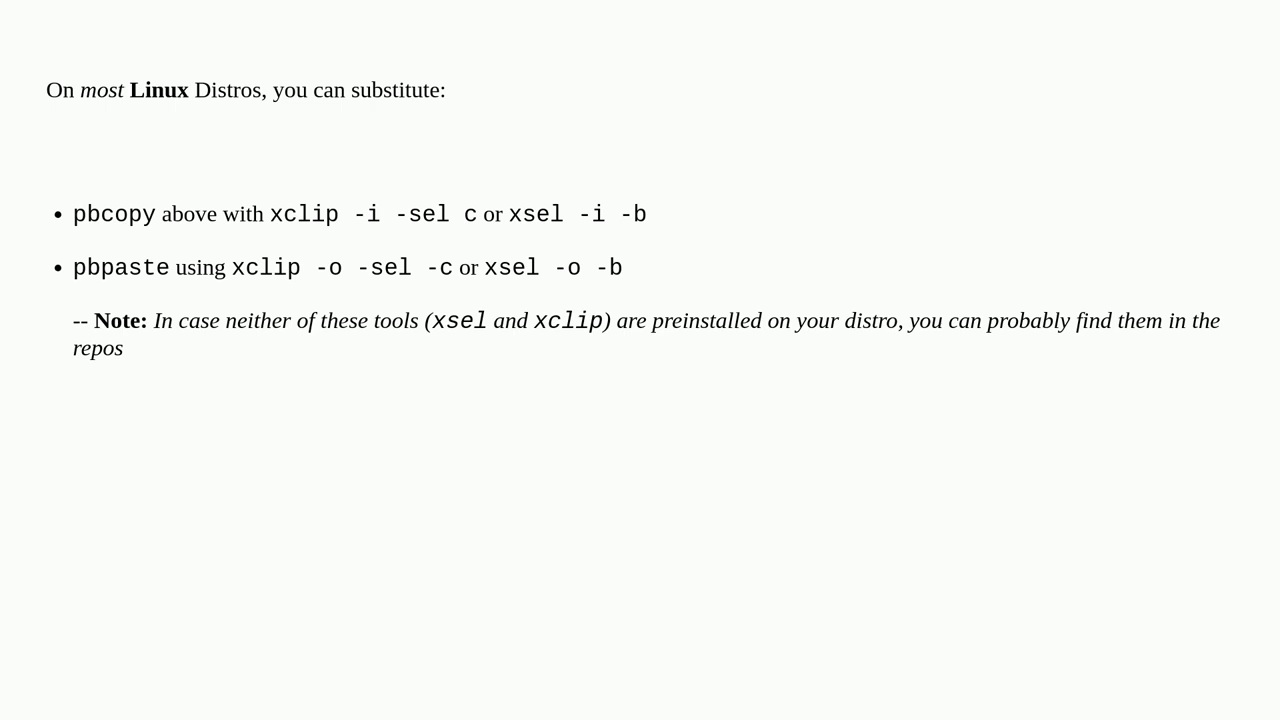 On most Linux Distros, you can substitute:
• pbcopy above with xclip -i -sel c or xsel -i -b
• pbpaste using xclip -o -sel -c or xsel -o -b
-- Note: In case neither of these tools (xsel and xclip) are preinstalled on your distro, you can probably find them in the
repos